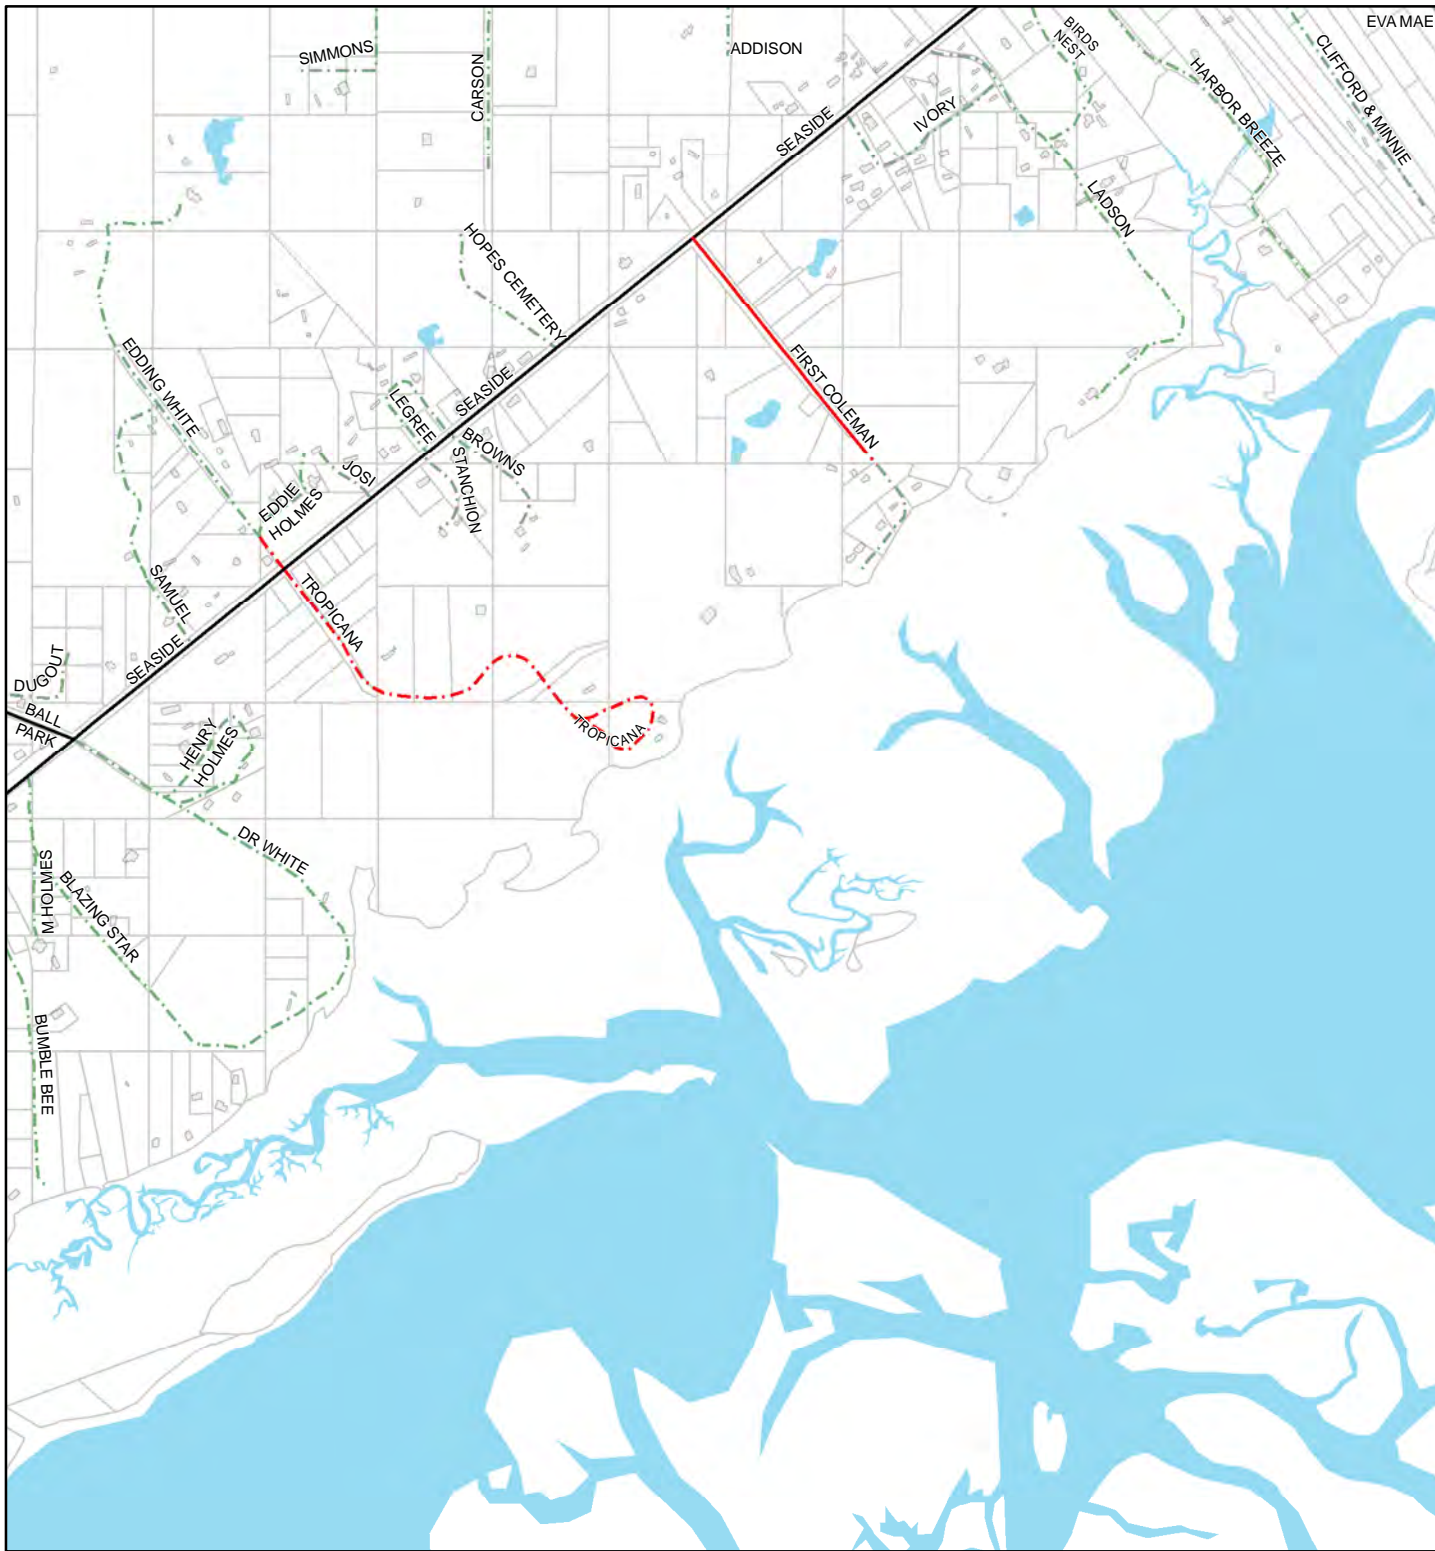 EVA MAE
SIMMONS
CARSON
ADDISON
BIRDS
NEST
CLIFFORD & MINNIE
HARBOR BREEZE
IVORY
SEASIDE
LADSON
HOPES CEMETERY
EDDING WHITE
FIRST COLEMAN
SEASIDE
LEGREE
BROWNS
STANCHION
JOSI
EDDIE
HOLMES
TROPICANA
SAMUEL
SEASIDE
DUGOUT
BALL
PARK
HENRY
HOLMES
TROPICANA
DR WHITE
M HOLMES
BLAZING STAR
BUMBLE BEE